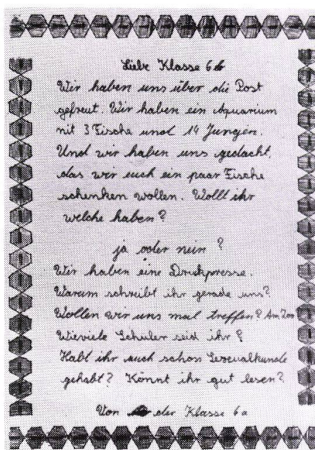 Liebe Klasse 6b
Wir haben uns über die Post
gefreut. Wir haben ein Aquarium
mit 3 Fische und 14 Jungen.
Und wir haben uns gedacht,
das wir euch ein paar Fische
schenken wollen. Wollt ihr
welche haben?
ja oder nein?
Wir haben eine Druckpresse.
Warum schreibt ihr gerade uns?
Wollen wir uns mal treffen? Am
Wieviele Schüler seid ihr?
Habt ihr auch schon Sexualkunde
gehabt? Könnt ihr gut lesen?
Von der Klasse 6a